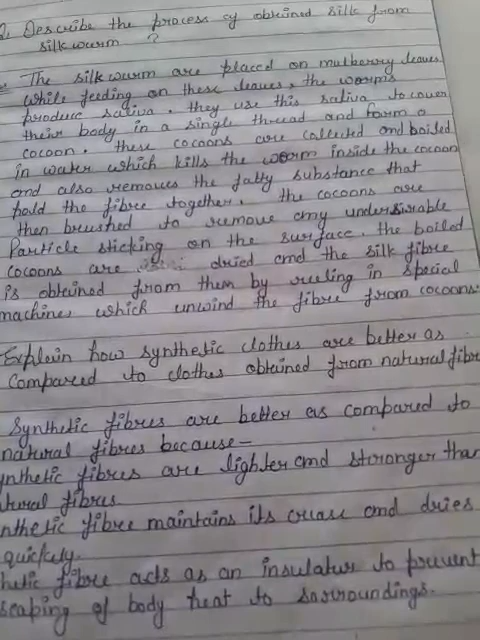 Describe the process of obtained silk from
silkwurm ?
The silkwurm are placed on mulberry leaves
while feeding on these leaves, the worms
produce saliva. they use this saliva to cover
their body in a single thread and form a
cocoon. these cocoons are collected and boiled
in water which kills the worm inside the cocoon
and also removes the fatty substance that
hold the fibre together. the cocoons are
then brushed to remove any undersirable
Particle sticking on the surface. the boiled
cocoons are dried and the silk fibre
is obtained from them by reeling in special
machines which unwind the fibre from cocoons.
Explain how synthetic clothes are better as
compared to clothes obtained from natural fibre
Synthetic fibres are better as compared to
natural fibres because-
nthetic fibres are lighter and stronger than
tural fibres
nthetic fibre maintains its crease and dries
quickely.
hetic fibre acts as an insulator to prevent
scaping of body heat to sarroundings.